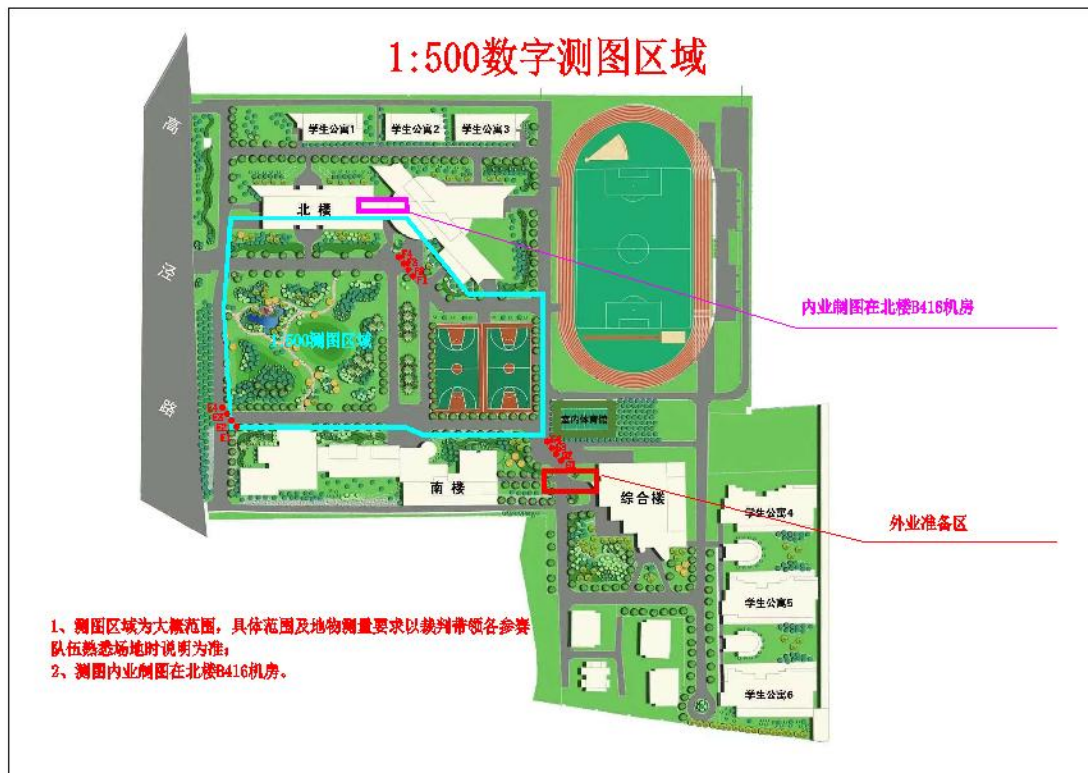 1:500数字测图区域
高
泾
路
学生公寓1
学生公寓2
学生公寓3
北楼
内业制图在北楼B416机房
1:500测图区域
室内体育馆
南楼
综合楼
外业准备区
学生公寓4
学生公寓5
学生公寓6
1、测图区域为大概范围，具体范围及地物测量要求以裁判带领各参赛
队伍熟悉场地时说明为准；
2、测图内业制图在北楼B416机房。